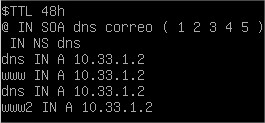 $TTL 48h
@ IN SOA dns correo ( 1 2 3 4 5 )
 IN NS dns
dns IN A 10.33.1.2
www IN A 10.33.1.2
dns IN A 10.33.1.2
www2 IN A 10.33.1.2